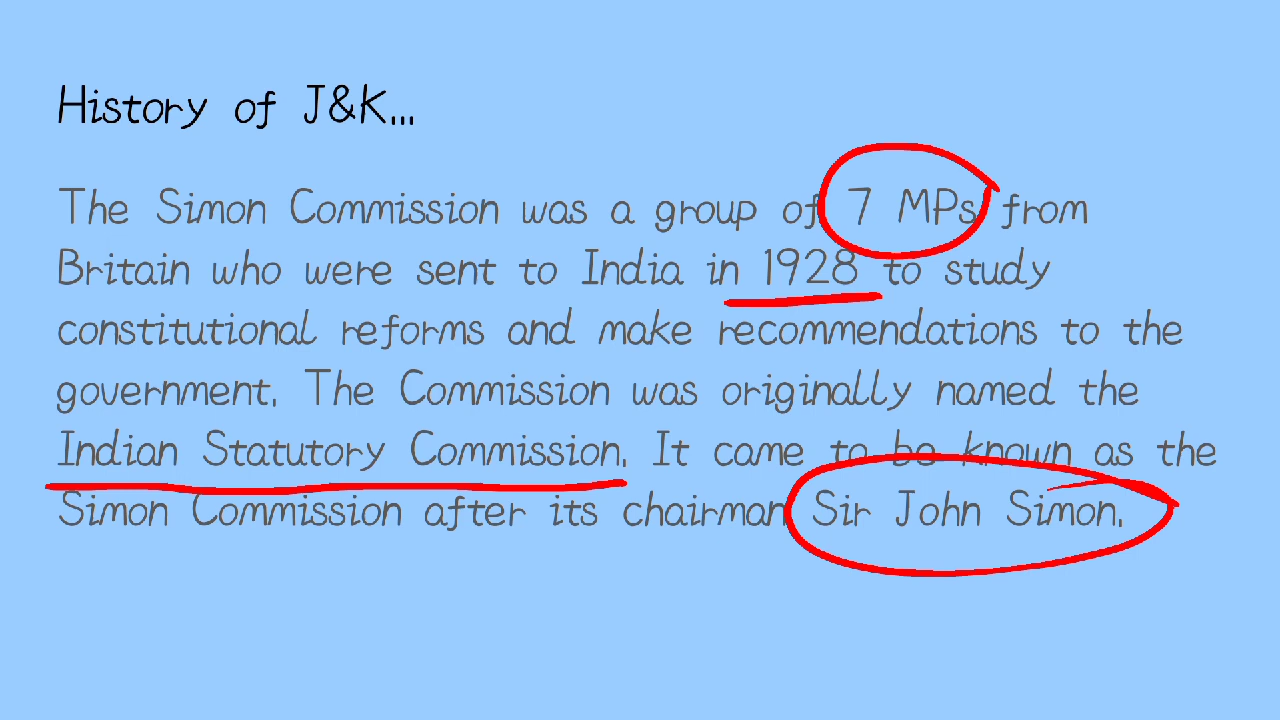 History of J&K...
The Simon Commission was a group of 7 MPs from
Britain who were sent to India in 1928 to study
constitutional reforms and make recommendations to the
government. The Commission was originally named the
Indian Statutory Commission. It came to be known as the
Simon Commission after its chairman Sir John Simon.